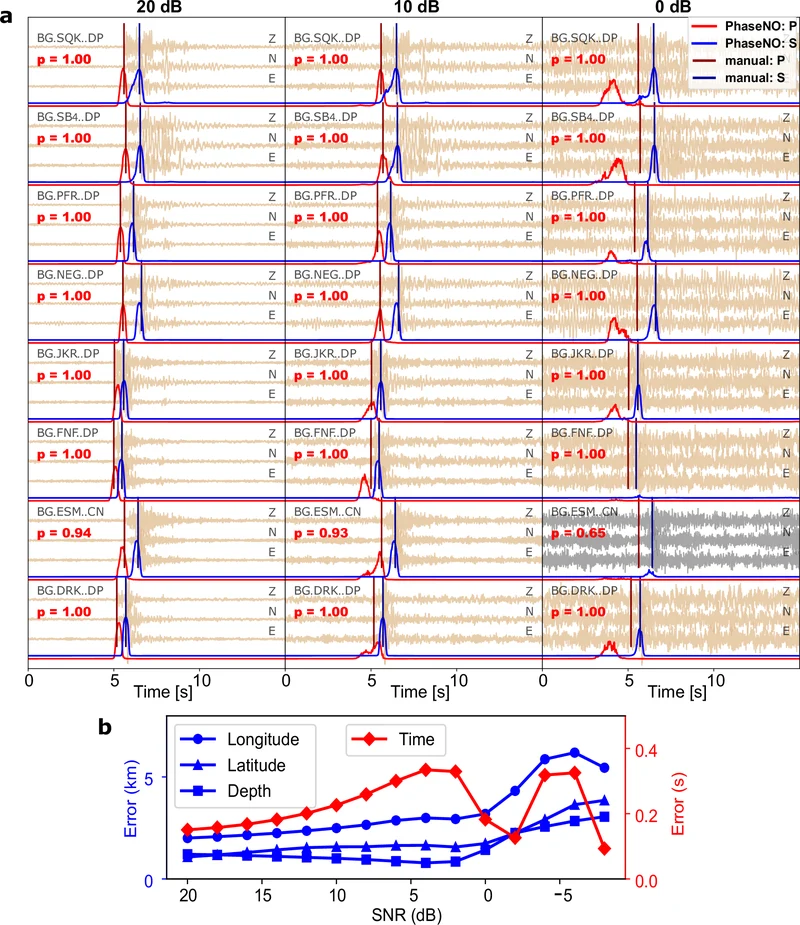 a
20 dB 10 dB 0 dB
PhaseNO: P
PhaseNO: S
manual: P
manual: S
BG.SQK..DP Z BG.SQK..DP Z BG.SQK..DP
p = 1.00 N p = 1.00 N p = 1.00
E E E
BG.SB4..DP Z BG.SB4..DP Z BG.SB4..DP Z
p = 1.00 N p = 1.00 N p = 1.00 N
E E E
BG.PFR..DP Z BG.PFR..DP Z BG.PFR..DP Z
p = 1.00 N p = 1.00 N p = 1.00 N
E E E
BG.NEG..DP Z BG.NEG..DP Z BG.NEG..DP Z
p = 1.00 N p = 1.00 N p = 1.00 N
E E E
BG.JKR..DP Z BG.JKR..DP Z BG.JKR..DP Z
p = 1.00 N p = 1.00 N p = 1.00 N
E E E
BG.FNF..DP Z BG.FNF..DP Z BG.FNF..DP Z
p = 1.00 N p = 1.00 N p = 1.00 N
E E E
BG.ESM..CN Z BG.ESM..CN Z BG.ESM..CN Z
p = 0.94 N p = 0.93 N p = 0.65 N
E E E
BG.DRK..DP Z BG.DRK..DP Z BG.DRK..DP Z
p = 1.00 N p = 1.00 N p = 1.00 N
E E E
0 5 10 0 5 10 0 5 10
Time [s] Time [s] Time [s]
b
Longitude
Latitude
Depth
Time
Error (km)
5
0
Error (s)
0.4
0.2
0.0
20 15 10 5 0 −5
SNR (dB)